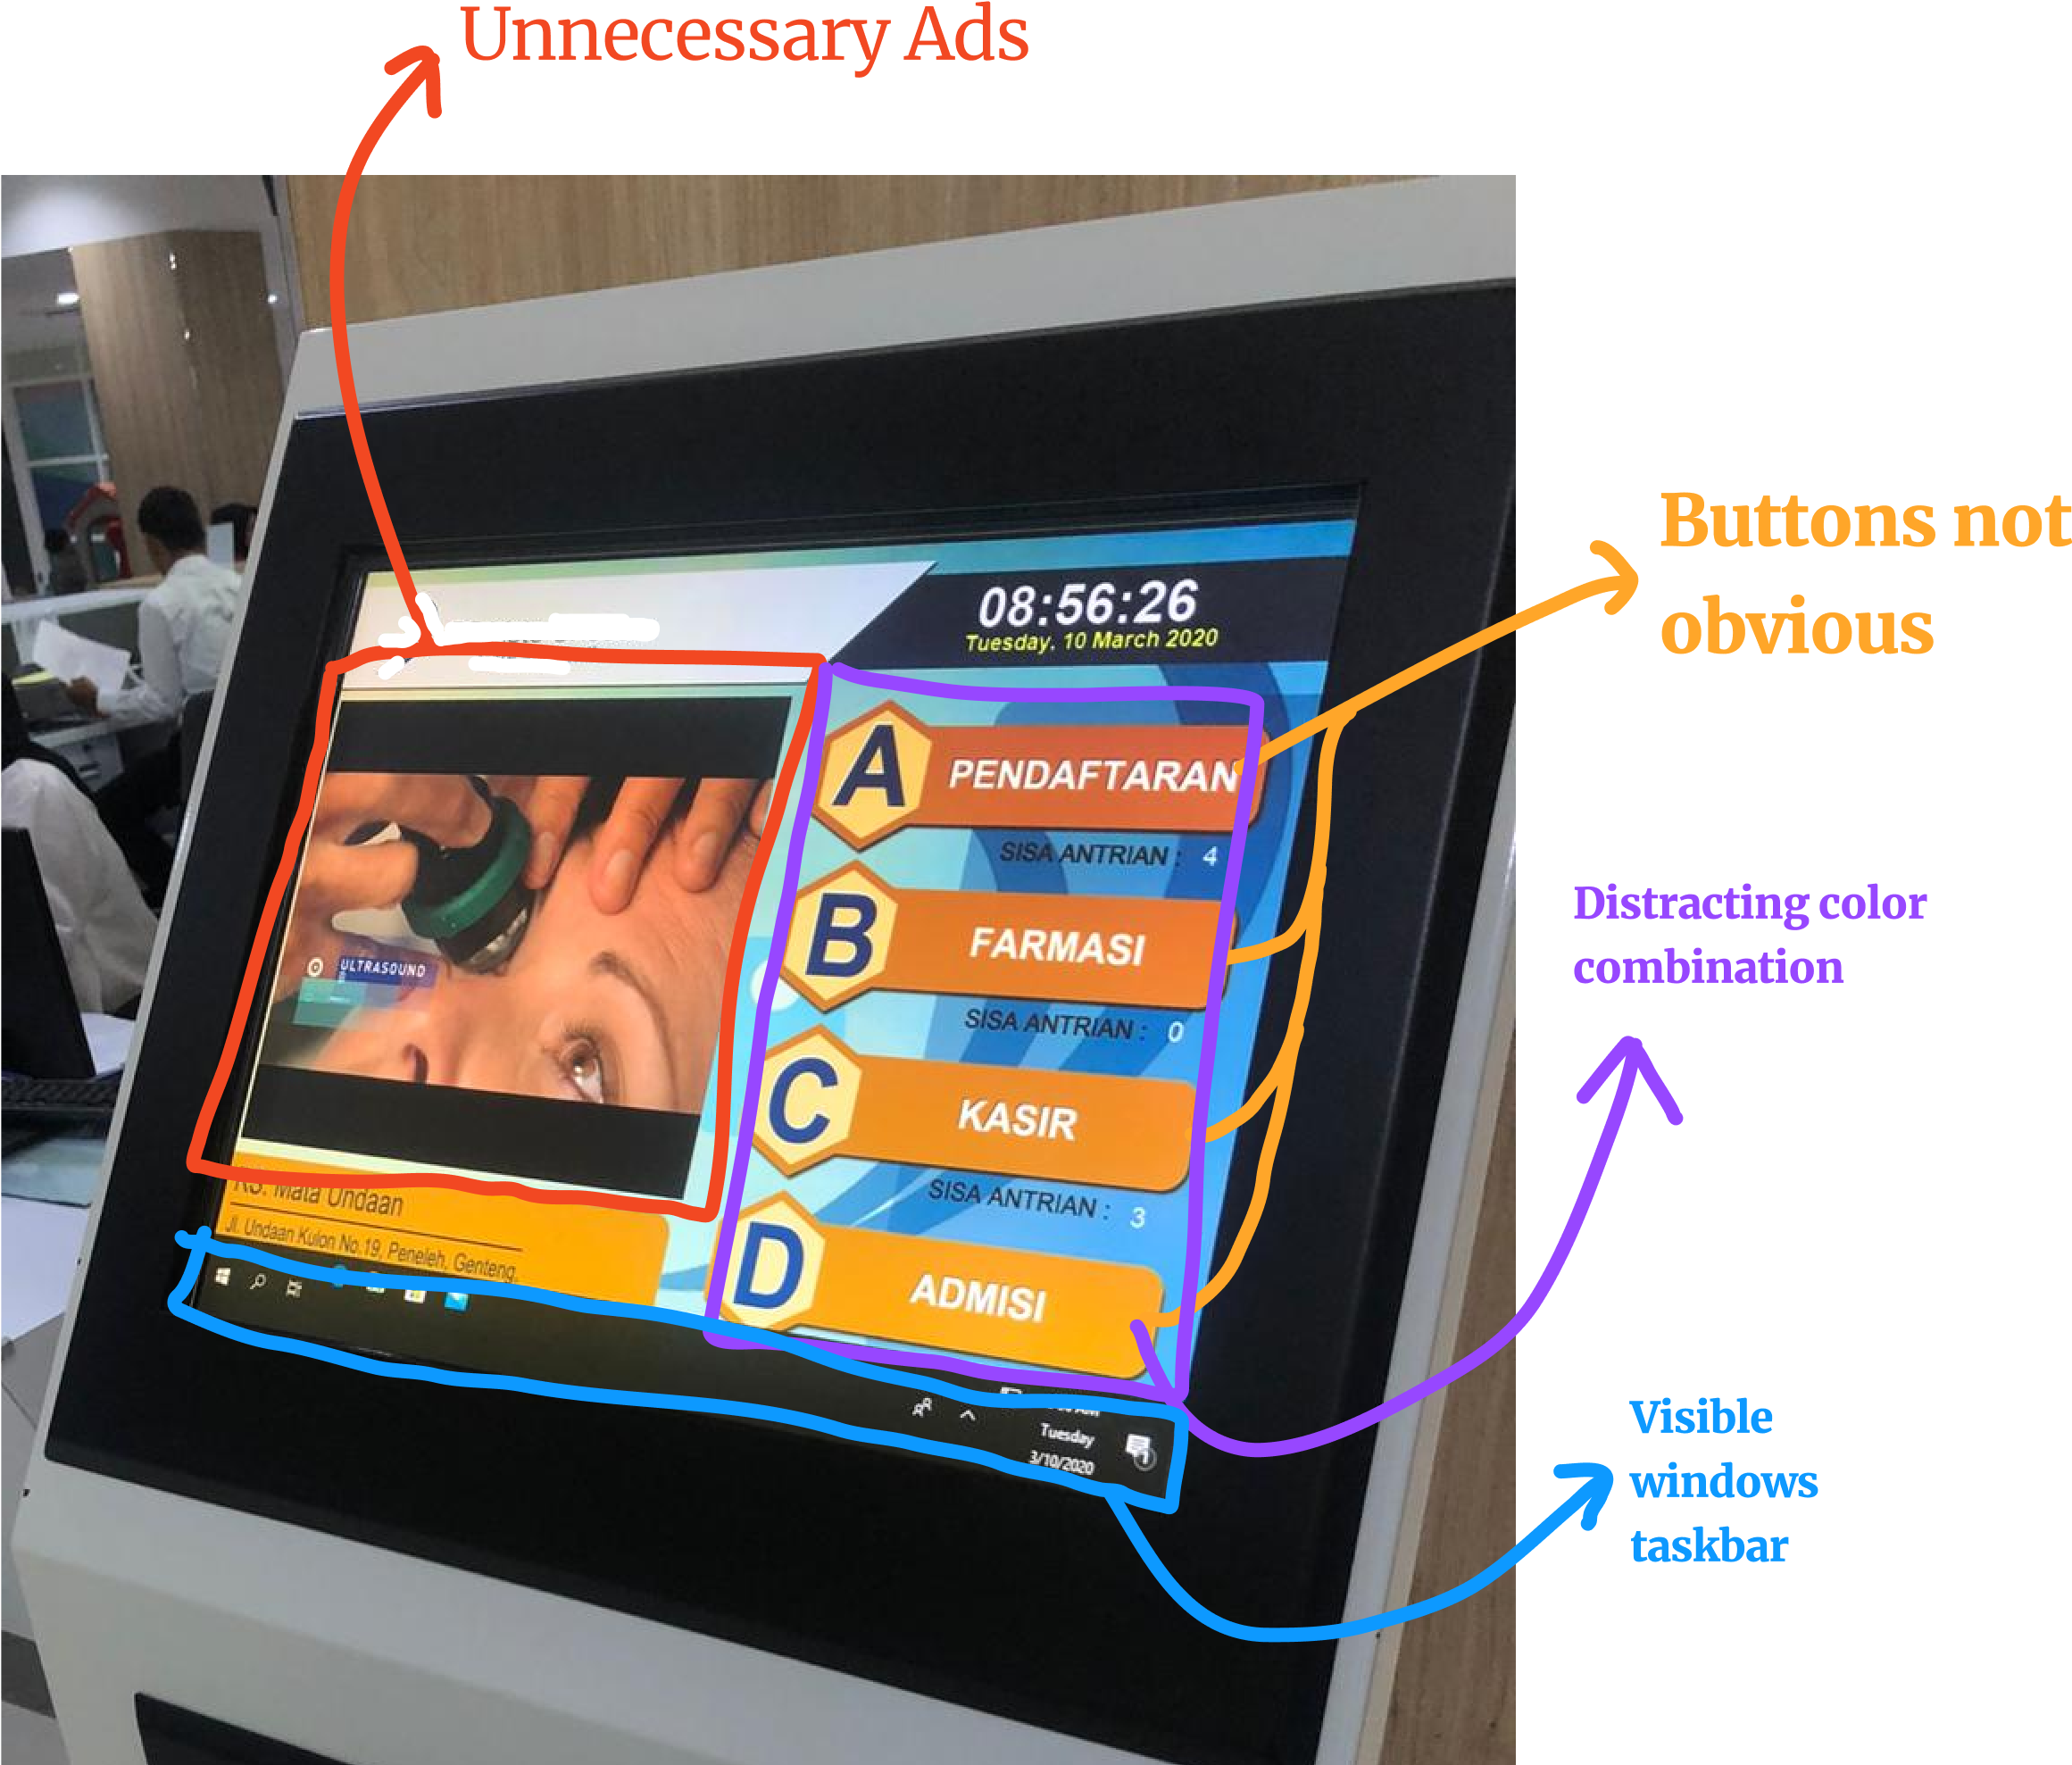 Unnecessary Ads
08:56:26
Tuesday, 10 March 2020
Buttons not
obvious
A PENDAFTARAN
SISA ANTRIAN : 4
B FARMASI
SISA ANTRIAN : 0
Distracting color
combination
ULTRASOUND
C KASIR
SISA ANTRIAN : 3
D ADMISI
RS. Mata Undaan
Jl. Undaan Kulon No.19, Peneleh, Genteng,
AM
Tuesday
3/10/2020
1
Visible
windows
taskbar